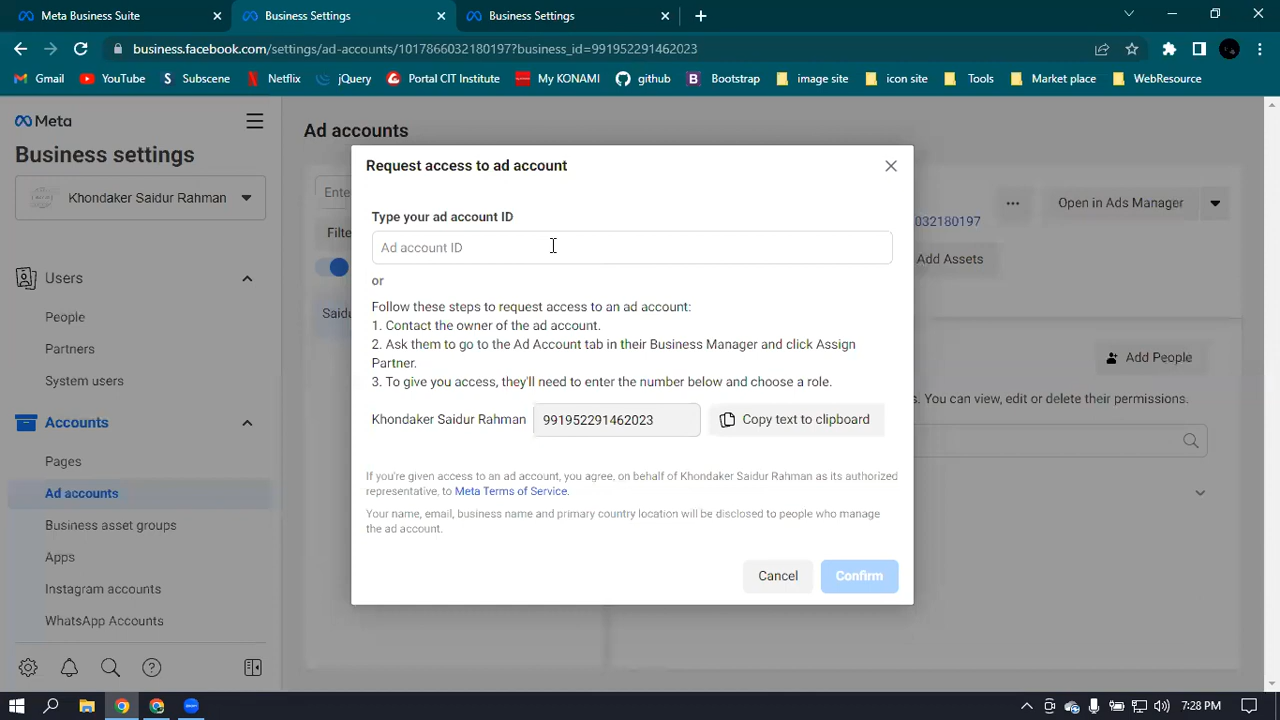 Meta Business Suite
Business Settings
Business Settings
business.facebook.com/settings/ad-accounts/1017866032180197?business_id=991952291462023
Gmail
YouTube
Subscene
Netflix
jQuery
Portal CIT Institute
My KONAMI
github
Bootstrap
image site
icon site
Tools
Market place
WebResource
Meta
Business settings
Khondaker Saidur Rahman
Users
People
Partners
System users
Accounts
Pages
Ad accounts
Business asset groups
Apps
Instagram accounts
WhatsApp Accounts
Ad accounts
Ente
Filte
Saida
032180197
Open in Ads Manager
Add Assets
Add People
s. You can view, edit or delete their permissions.
Request access to ad account
Type your ad account ID
Ad account ID
or
Follow these steps to request access to an ad account:
1. Contact the owner of the ad account.
2. Ask them to go to the Ad Account tab in their Business Manager and click Assign
Partner.
3. To give you access, they'll need to enter the number below and choose a role.
Khondaker Saidur Rahman
991952291462023
Copy text to clipboard
If you're given access to an ad account, you agree, on behalf of Khondaker Saidur Rahman as its authorized
representative, to Meta Terms of Service.
Your name, email, business name and primary country location will be disclosed to people who manage
the ad account.
Cancel
Confirm
7:28 PM